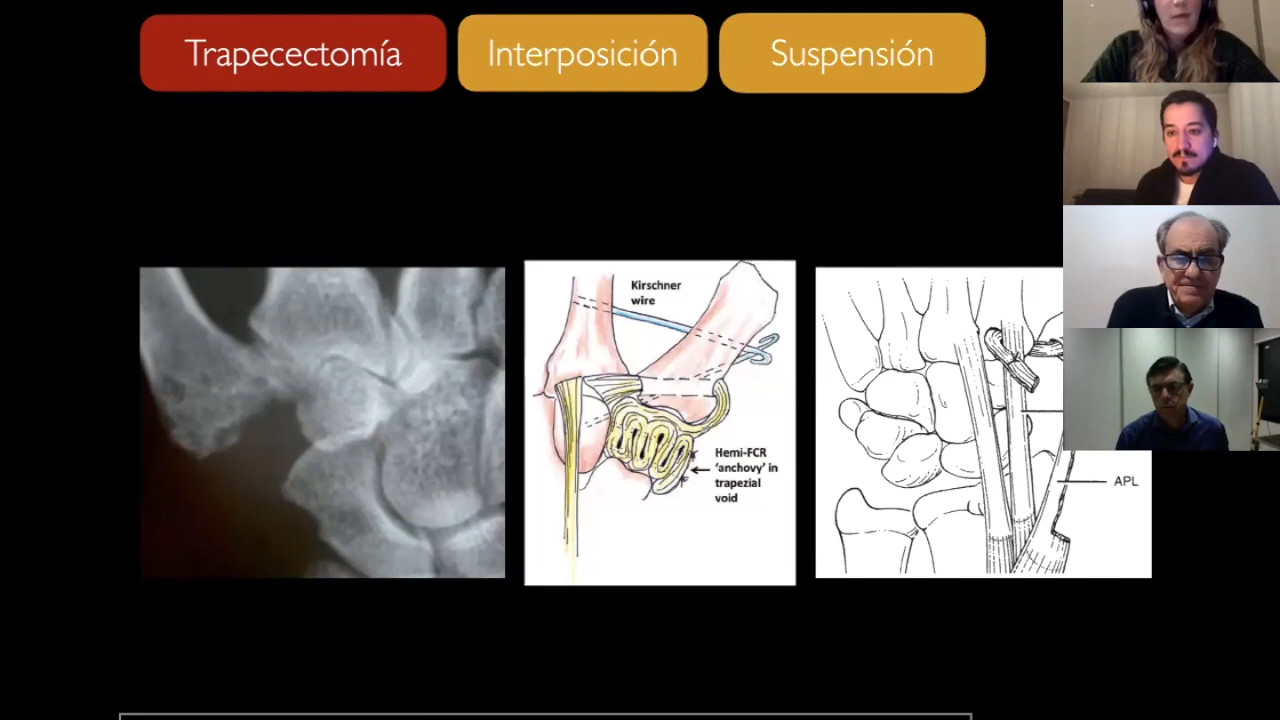 Trapecectomía
Interposición
Suspensión
Kirschner
wire
Hemi-FCR
‘anchovy’ in
trapezial
void
APL